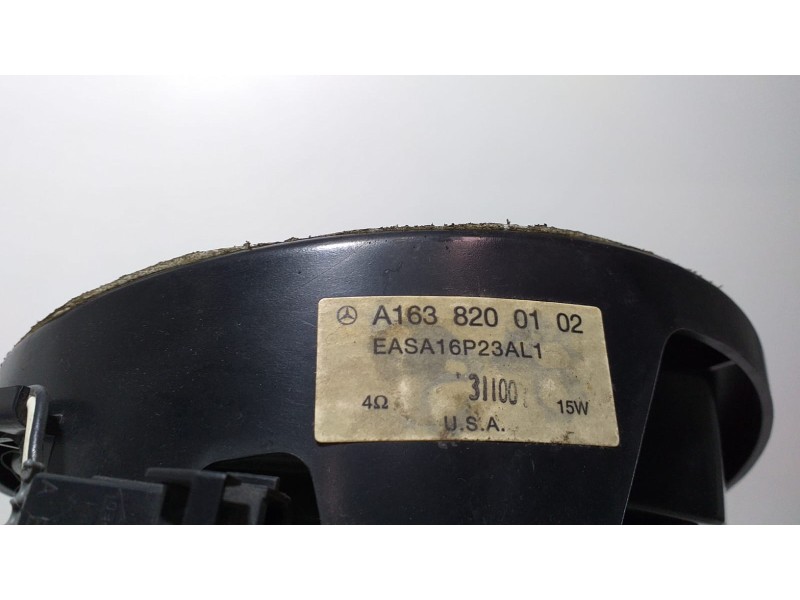 A163 820 01 02
EASA16P23AL1
31100
4Ω 15W
U.S.A.